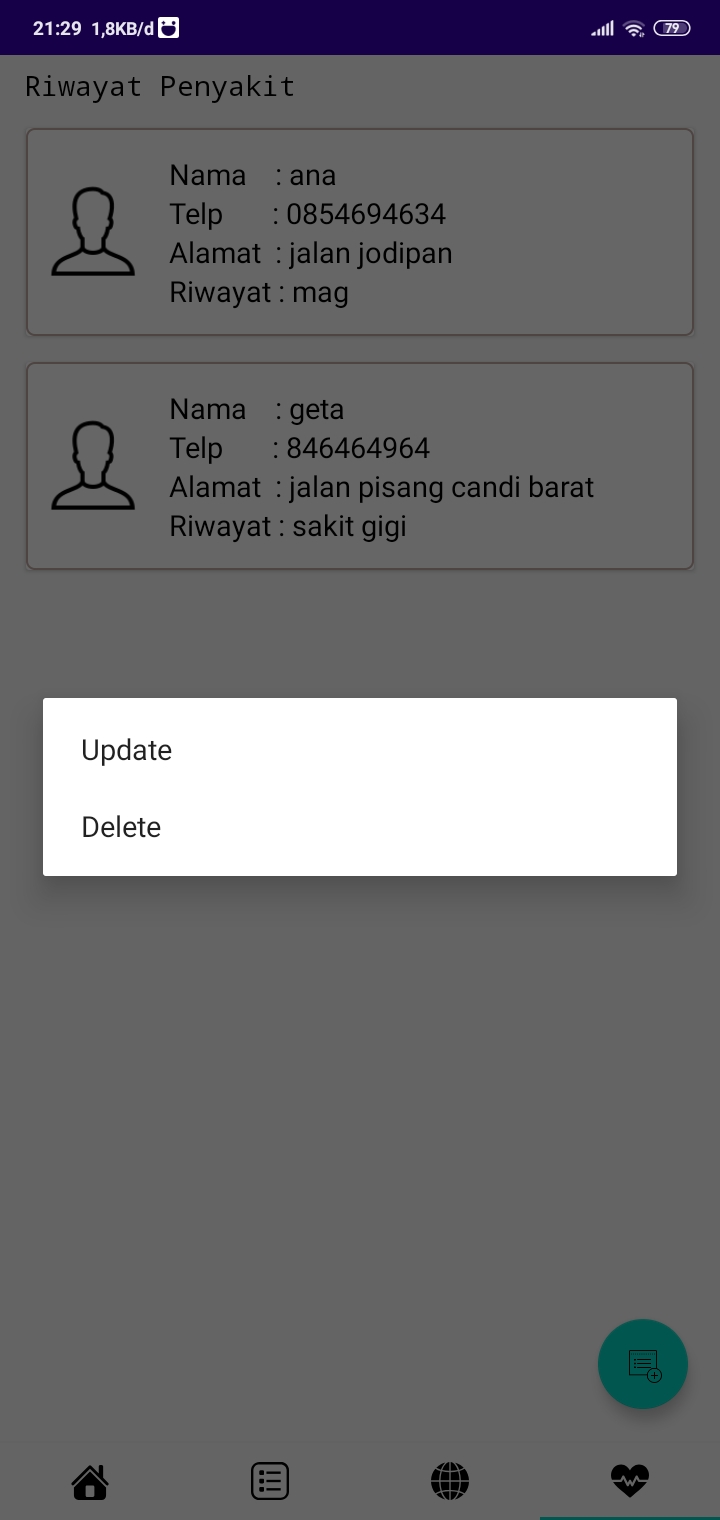 21:29 1,8KB/d
79
Riwayat Penyakit
Nama : ana
Telp : 0854694634
Alamat : jalan jodipan
Riwayat : mag
Nama : geta
Telp : 846464964
Alamat : jalan pisang candi barat
Riwayat : sakit gigi
Update
Delete